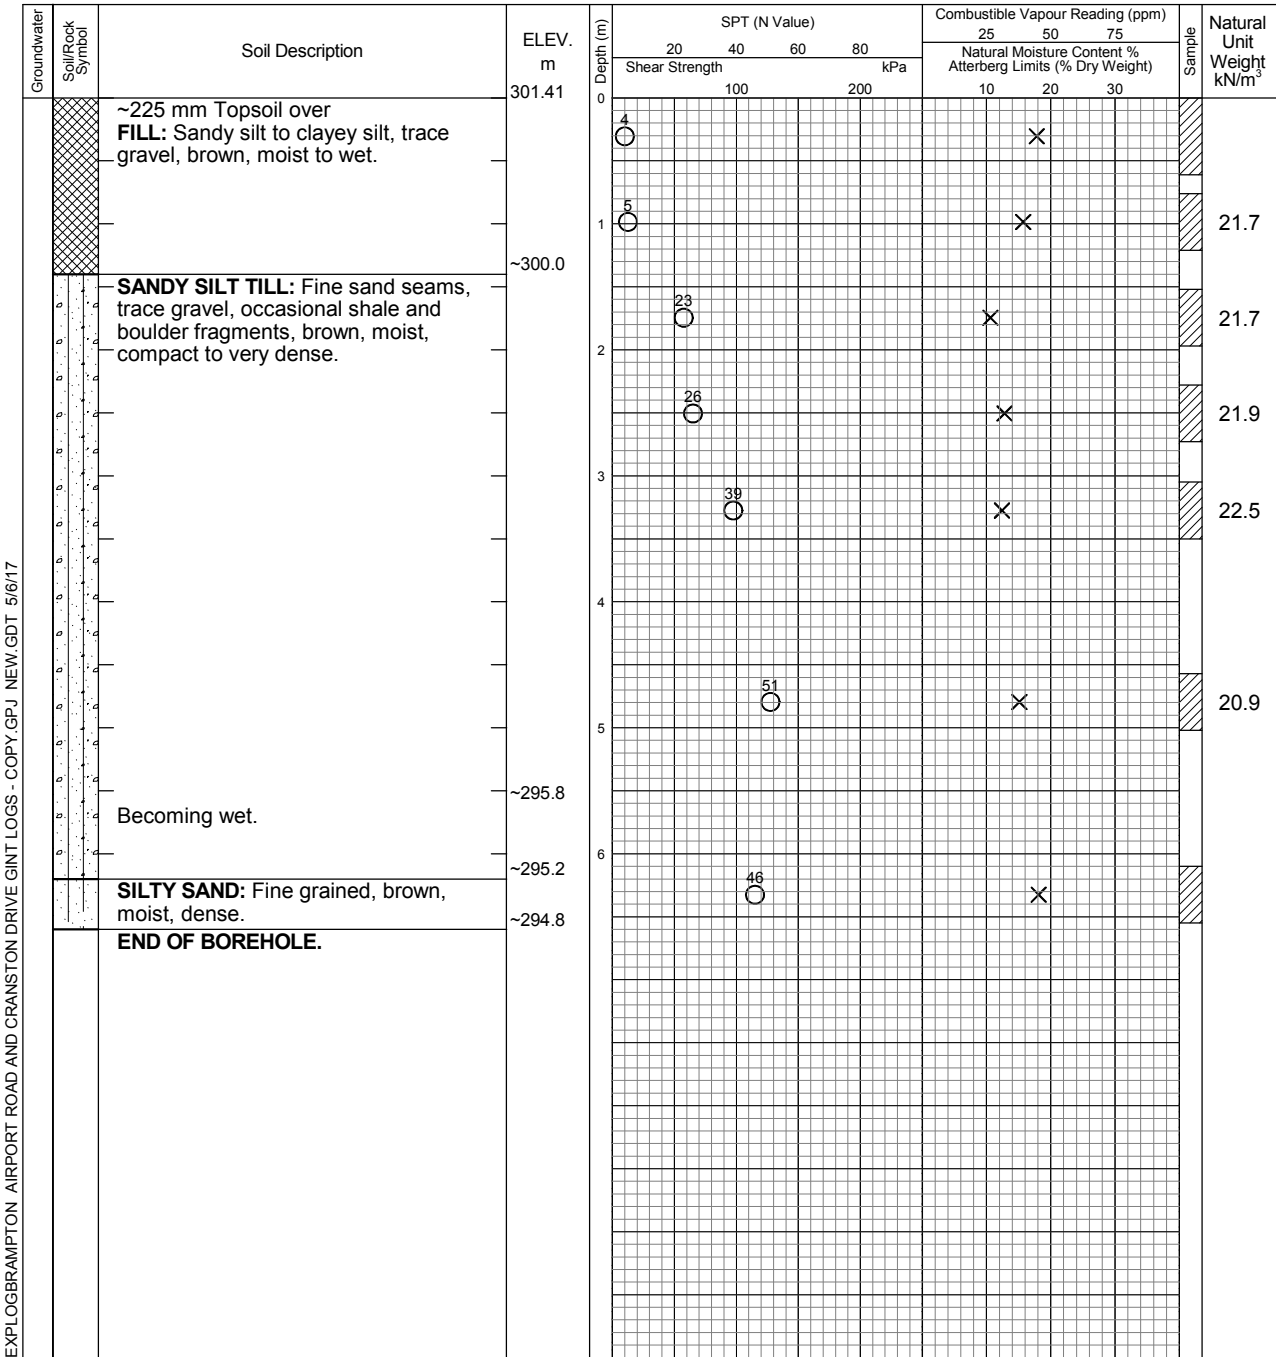 Groundwater
Soil/Rock
Symbol
Soil Description
ELEV.
m
301.41
Depth (m)
SPT (N Value)
20 40 60 80
Shear Strength kPa
100 200
Combustible Vapour Reading (ppm)
25 50 75
Natural Moisture Content %
Atterberg Limits (% Dry Weight)
10 20 30
Sample
Natural
Unit
Weight
kN/m³
0
~225 mm Topsoil over
FILL: Sandy silt to clayey silt, trace
gravel, brown, moist to wet.
4
5
1
21.7
~300.0
SANDY SILT TILL: Fine sand seams,
trace gravel, occasional shale and
boulder fragments, brown, moist,
compact to very dense.
23
21.7
2
26
21.9
3
39
22.5
4
51
20.9
5
~295.8
Becoming wet.
6
~295.2
SILTY SAND: Fine grained, brown,
moist, dense.
46
~294.8
END OF BOREHOLE.
EXPLOGBRAMPTON AIRPORT ROAD AND CRANSTON DRIVE GINT LOGS - COPY.GPJ NEW.GDT 5/6/17